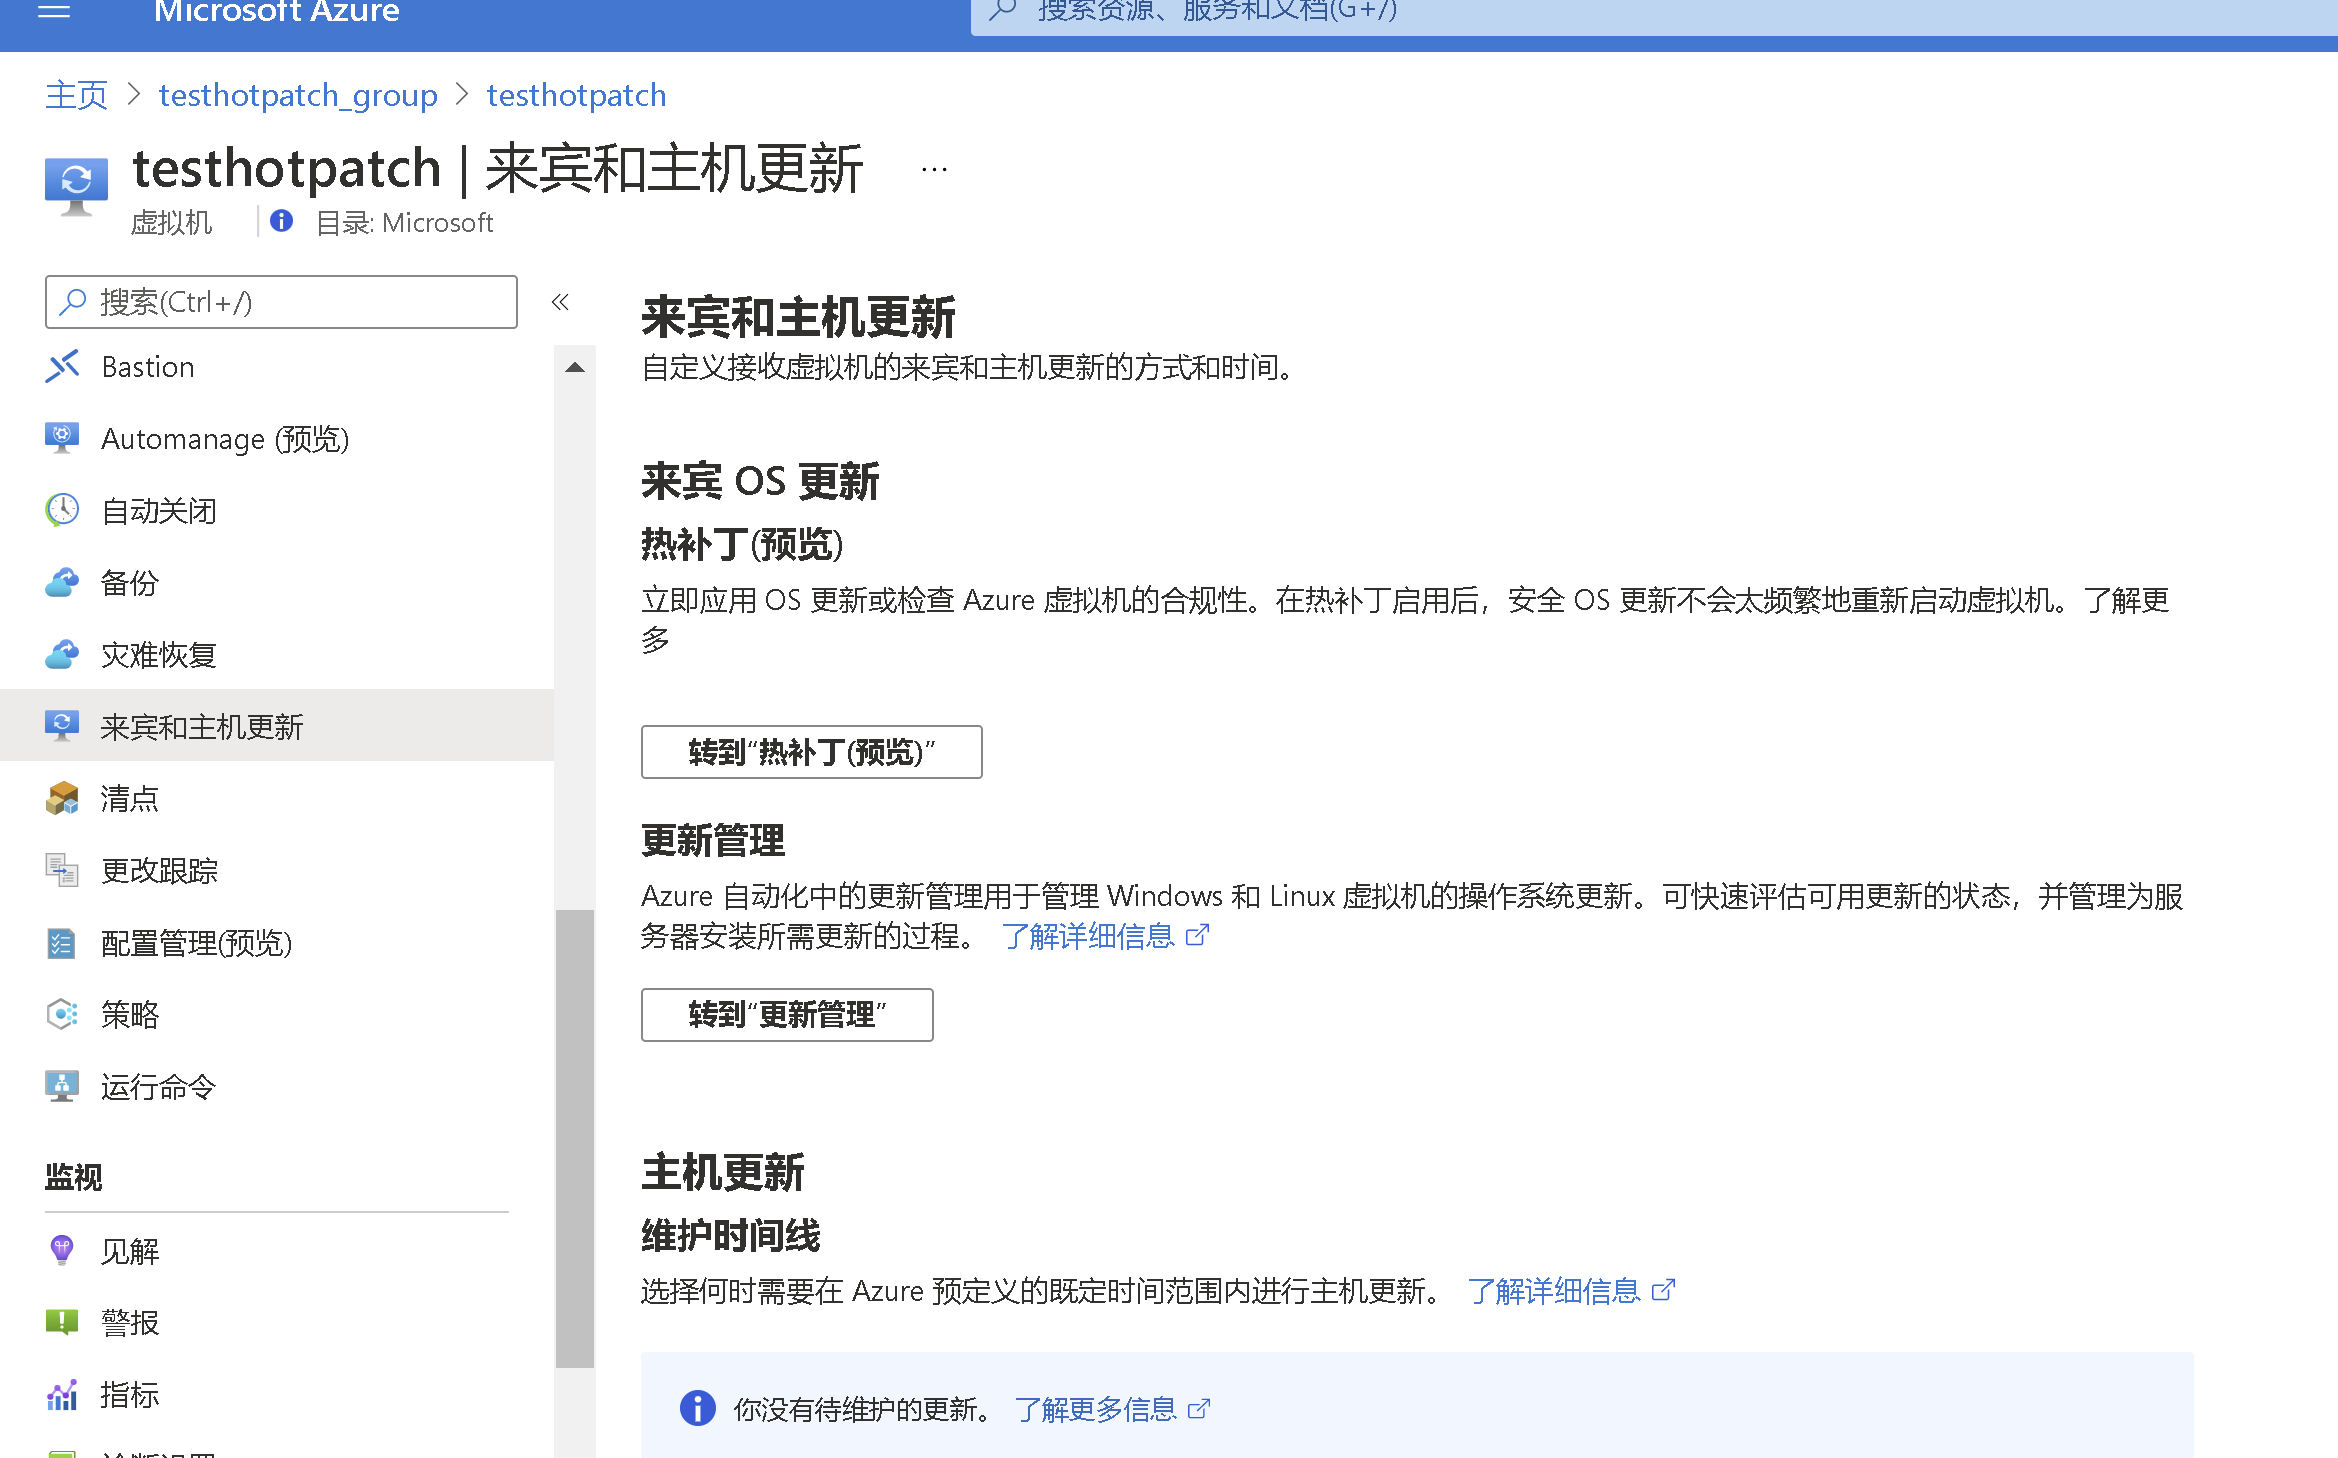 Microsoft Azure
搜索资源、服务和文档(G+/)
主页 > testhotpatch_group > testhotpatch
testhotpatch | 来宾和主机更新 …
虚拟机
目录: Microsoft
搜索(Ctrl+/)
«
Bastion
Automanage (预览)
自动关闭
备份
灾难恢复
来宾和主机更新
清点
更改跟踪
配置管理(预览)
策略
运行命令
监视
见解
警报
指标
诊断设置
来宾和主机更新
自定义接收虚拟机的来宾和主机更新的方式和时间。
来宾 OS 更新
热补丁(预览)
立即应用 OS 更新或检查 Azure 虚拟机的合规性。在热补丁启用后，安全 OS 更新不会太频繁地重新启动虚拟机。了解更
多
转到“热补丁(预览)”
更新管理
Azure 自动化中的更新管理用于管理 Windows 和 Linux 虚拟机的操作系统更新。可快速评估可用更新的状态，并管理为服
务器安装所需更新的过程。 了解详细信息
转到“更新管理”
主机更新
维护时间线
选择何时需要在 Azure 预定义的既定时间范围内进行主机更新。 了解详细信息
你没有待维护的更新。 了解更多信息